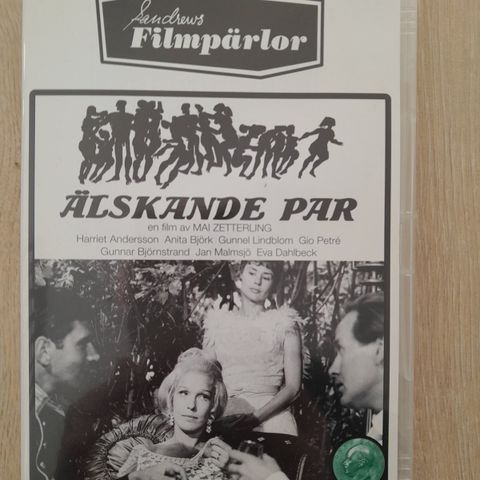 Sandrews
Filmpärlor
ÄLSKANDE PAR
en film av MAI ZETTERLING
Harriet Andersson Anita Björk Gunnel Lindblom Gio Petré
Gunnar Björnstrand Jan Malmsjö Eva Dahlbeck